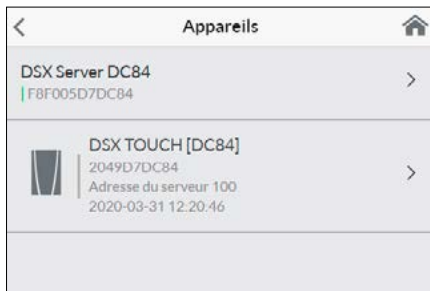 Appareils
DSX Server DC84
F8F005D7DC84
DSX TOUCH [DC84]
2049D7DC84
Adresse du serveur 100
2020-03-31 12:20:46